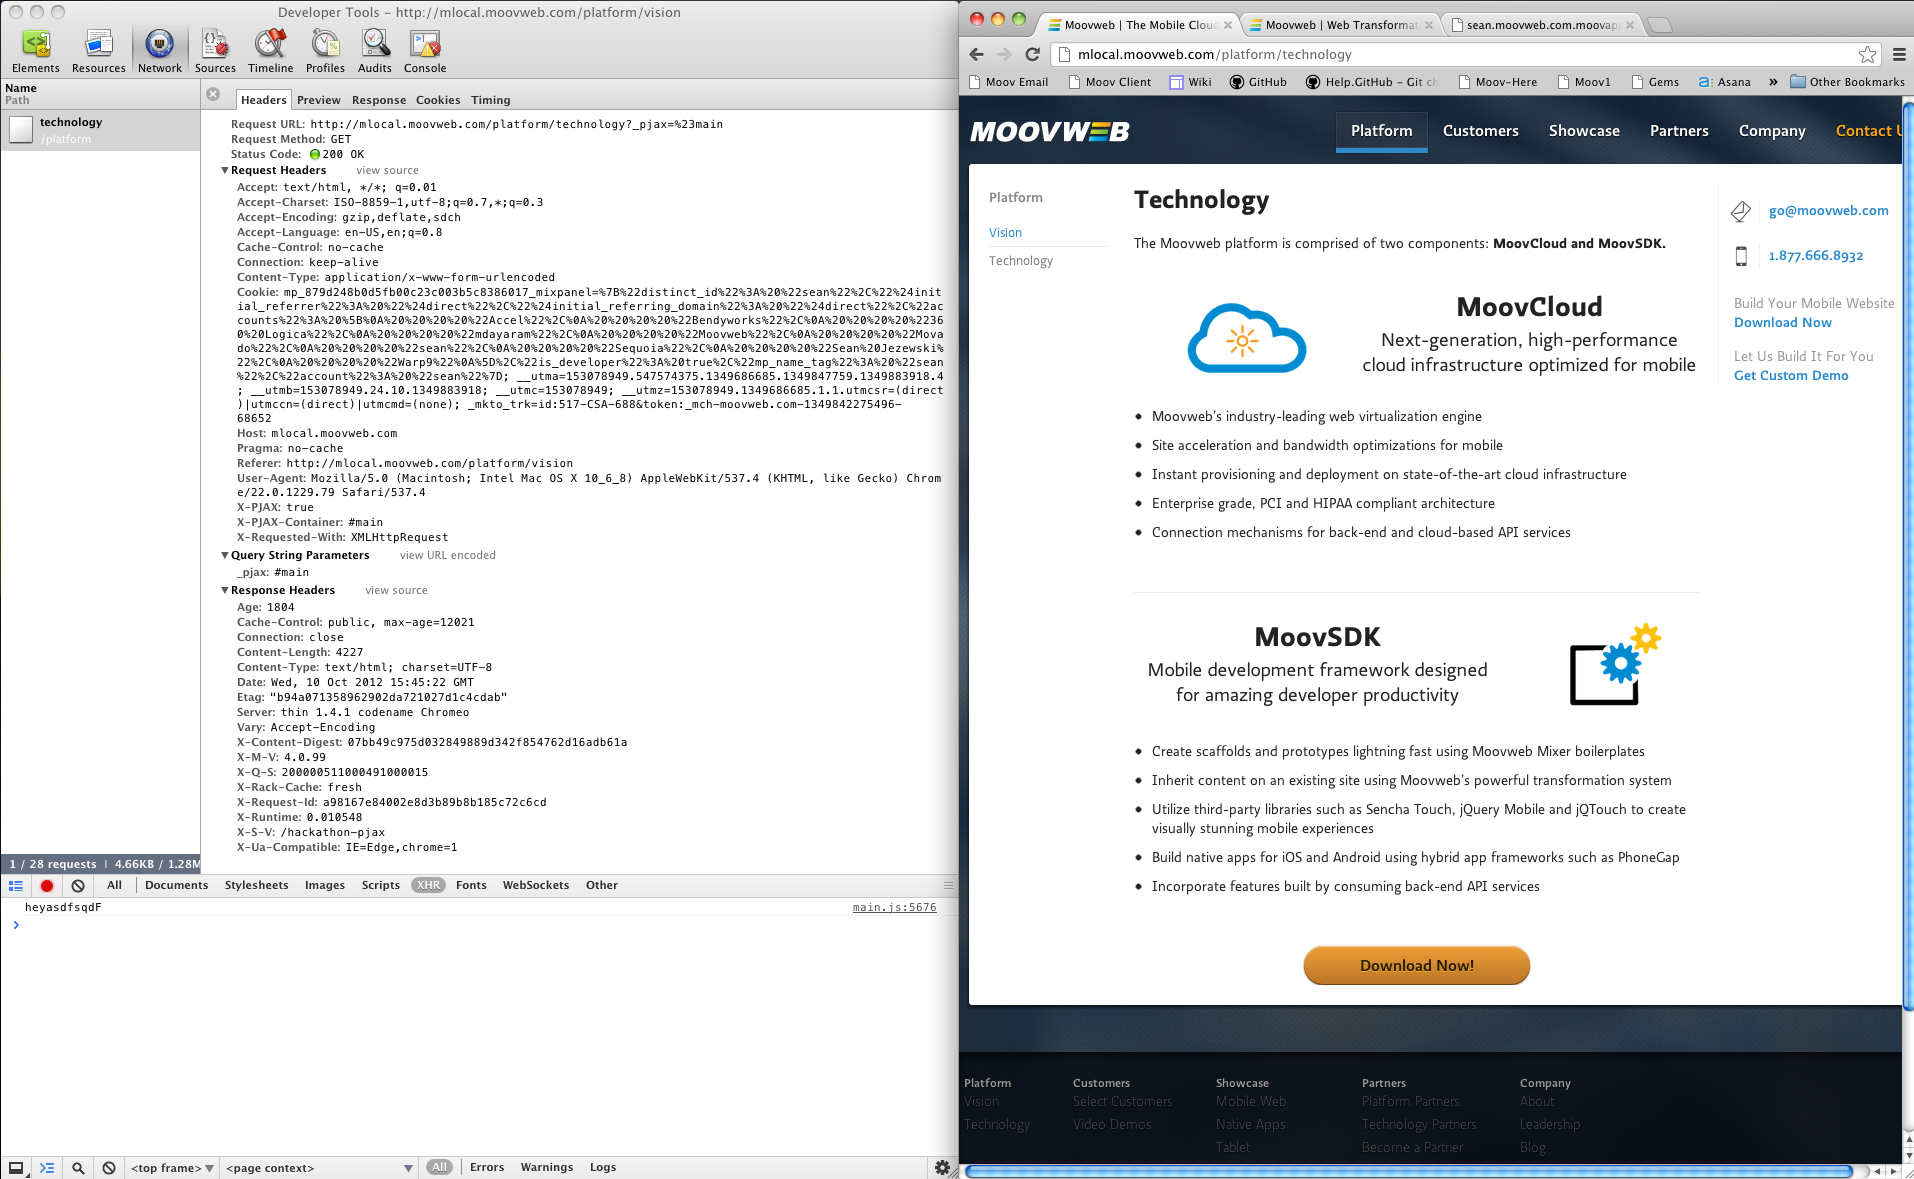 Developer Tools - http://mlocal.moovweb.com/platform/vision
Elements Resources Network Sources Timeline Profiles Audits Console
Name
Path
technology
/platform
Headers Preview Response Cookies Timing
Request URL: http://mlocal.moovweb.com/platform/technology?_pjax=%23main
Request Method: GET
Status Code: 200 OK
▼Request Headers view source
Accept: text/html, */*; q=0.01
Accept-Charset: ISO-8859-1,utf-8;q=0.7,*;q=0.3
Accept-Encoding: gzip,deflate,sdch
Accept-Language: en-US,en;q=0.8
Cache-Control: no-cache
Connection: keep-alive
Content-Type: application/x-www-form-urlencoded
Cookie: mp_879d248b0d5fb00c23c003b5c8386017_mixpanel=%7B%22distinct_id%22%3A%20%22sean%22%2C%22%24init
ial_referrer%22%3A%20%22%24direct%22%2C%22%24initial_referring_domain%22%3A%20%22%24direct%22%2C%22ac
counts%22%3A%20%5B%0A%20%20%20%20%22Accel%22%2C%0A%20%20%20%20%22Bendyworks%22%2C%0A%20%20%20%20%2236
0%20Logica%22%2C%0A%20%20%20%20%22mdayaram%22%2C%0A%20%20%20%20%22Moovweb%22%2C%0A%20%20%20%20%22Mova
do%22%2C%0A%20%20%20%20%22sean%22%2C%0A%20%20%20%20%22Sequoia%22%2C%0A%20%20%20%20%22Sean%20Jezewski%
22%2C%0A%20%20%20%20%22Warp9%22%0A%5D%2C%22is_developer%22%3A%20true%2C%22mp_name_tag%22%3A%20%22sean
%22%2C%22account%22%3A%20%22sean%22%7D; __utma=153078949.547574375.1349686685.1349847759.1349883918.4
; __utmb=153078949.24.10.1349883918; __utmc=153078949; __utmz=153078949.1349686685.1.1.utmcsr=(direct
)|utmccn=(direct)|utmcmd=(none); _mkto_trk=id:517-CSA-688&token:_mch-moovweb.com-1349842275496-
68652
Host: mlocal.moovweb.com
Pragma: no-cache
Referer: http://mlocal.moovweb.com/platform/vision
User-Agent: Mozilla/5.0 (Macintosh; Intel Mac OS X 10_6_8) AppleWebKit/537.4 (KHTML, like Gecko) Chrom
e/22.0.1229.79 Safari/537.4
X-PJAX: true
X-PJAX-Container: #main
X-Requested-With: XMLHttpRequest
▼Query String Parameters view URL encoded
_pjax: #main
▼Response Headers view source
Age: 1804
Cache-Control: public, max-age=12021
Connection: close
Content-Length: 4227
Content-Type: text/html; charset=UTF-8
Date: Wed, 10 Oct 2012 15:45:22 GMT
Etag: "b94a071358962902da721027d1c4cdab"
Server: thin 1.4.1 codename Chromeo
Vary: Accept-Encoding
X-Content-Digest: 07bb49c975d032849889d342f854762d16adb61a
X-M-V: 4.0.99
X-Q-S: 200000511000491000015
X-Rack-Cache: fresh
X-Request-Id: a98167e84002e8d3b89b8b185c72c6cd
X-Runtime: 0.010548
X-S-V: /hackathon-pjax
X-Ua-Compatible: IE=Edge,chrome=1
1 / 28 requests | 4.66KB / 1.28M
All Documents Stylesheets Images Scripts XHR Fonts WebSockets Other
heyasdfsqdF main.js:5676
>
<top frame> ▼ <page context> ▼ All Errors Warnings Logs
Moovweb | The Mobile Cloud Moovweb | Web Transformat sean.moovweb.com.moovapp
mlocal.moovweb.com/platform/technology
Moov Email Moov Client Wiki GitHub Help.GitHub - Git ch Moov-Here Moov1 Gems Asana » Other Bookmarks
MOOVWEB
Platform Customers Showcase Partners Company Contact U
Platform
Vision
Technology
Technology
The Moovweb platform is comprised of two components: MoovCloud and MoovSDK.
MoovCloud
Next-generation, high-performance
cloud infrastructure optimized for mobile
• Moovweb's industry-leading web virtualization engine
• Site acceleration and bandwidth optimizations for mobile
• Instant provisioning and deployment on state-of-the-art cloud infrastructure
• Enterprise grade, PCI and HIPAA compliant architecture
• Connection mechanisms for back-end and cloud-based API services
MoovSDK
Mobile development framework designed
for amazing developer productivity
• Create scaffolds and prototypes lightning fast using Moovweb Mixer boilerplates
• Inherit content on an existing site using Moovweb's powerful transformation system
• Utilize third-party libraries such as Sencha Touch, jQuery Mobile and jQTouch to create
visually stunning mobile experiences
• Build native apps for iOS and Android using hybrid app frameworks such as PhoneGap
• Incorporate features built by consuming back-end API services
Download Now!
go@moovweb.com
1.877.666.8932
Build Your Mobile Website
Download Now
Let Us Build It For You
Get Custom Demo
Platform Customers Showcase Partners Company
Vision Select Customers Mobile Web Platform Partners About
Technology Video Demos Native Apps Technology Partners Leadership
Tablet Become a Partner Blog